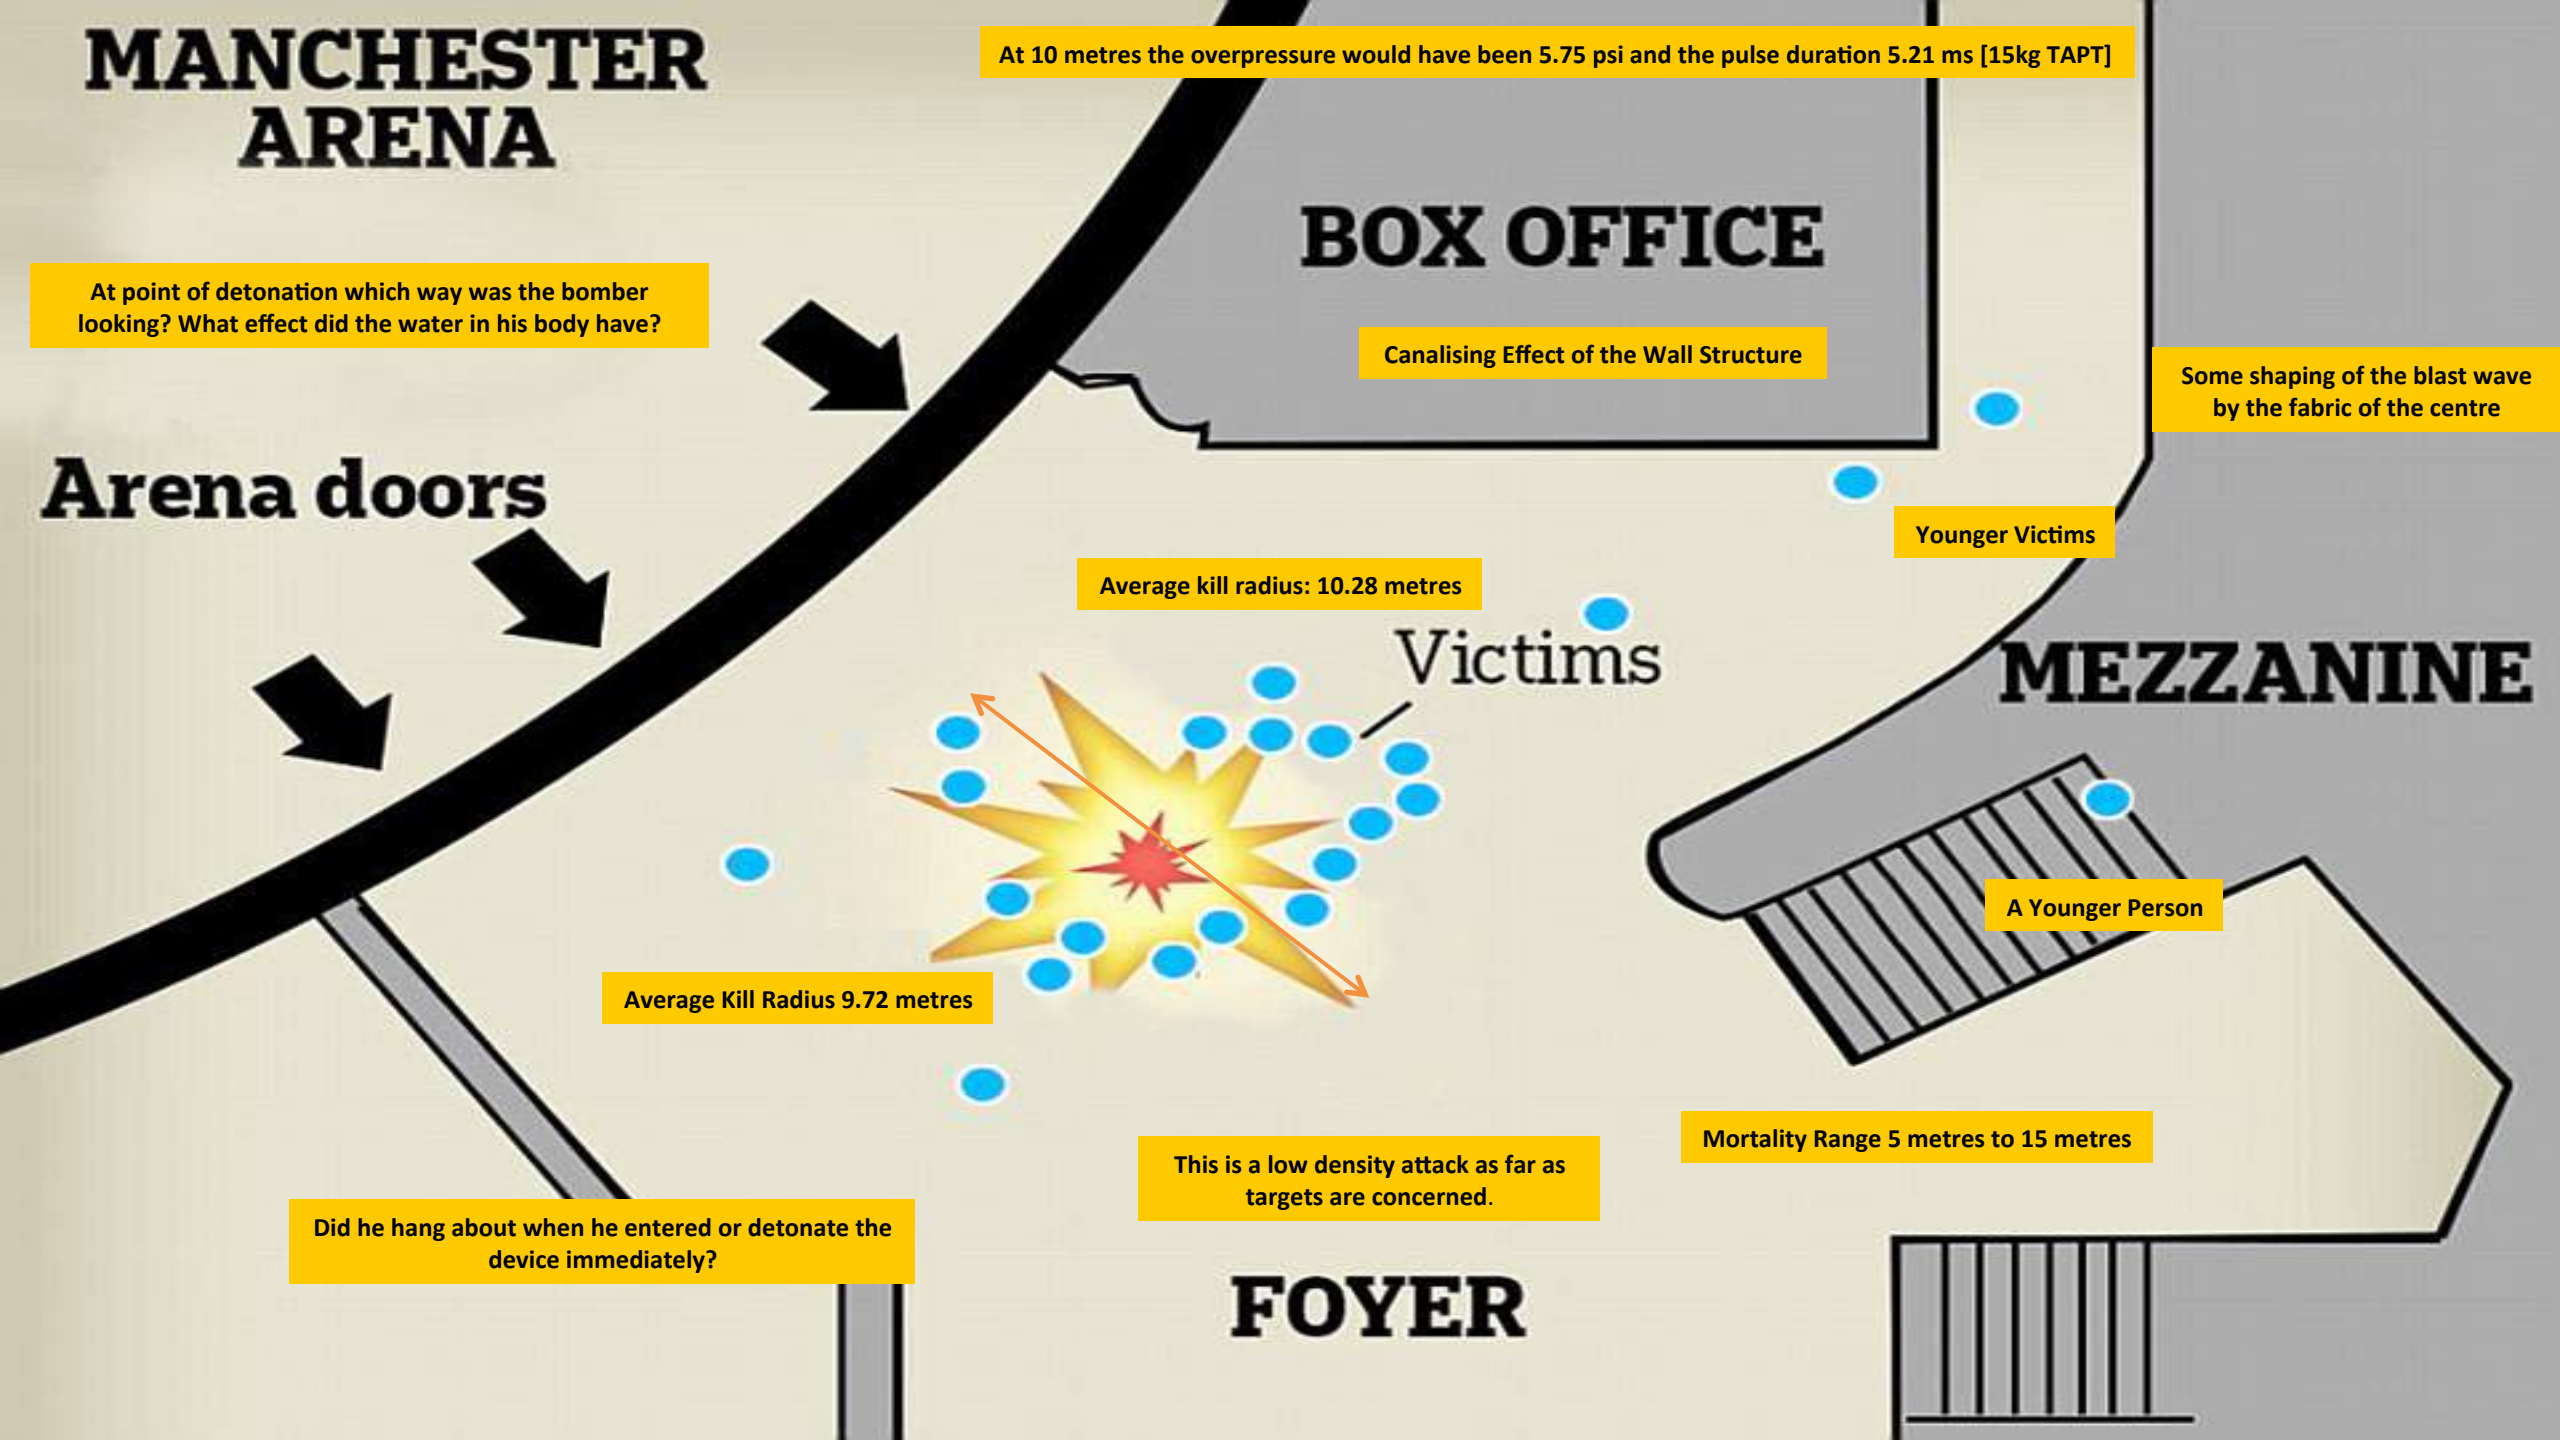 MANCHESTER
ARENA
At 10 metres the overpressure would have been 5.75 psi and the pulse duration 5.21 ms [15kg TAPT]
BOX OFFICE
At point of detonation which way was the bomber
looking? What effect did the water in his body have?
Canalising Effect of the Wall Structure
Some shaping of the blast wave
by the fabric of the centre
Arena doors
Younger Victims
Average kill radius: 10.28 metres
Victims
MEZZANINE
A Younger Person
Average Kill Radius 9.72 metres
Mortality Range 5 metres to 15 metres
This is a low density attack as far as
targets are concerned.
Did he hang about when he entered or detonate the
device immediately?
FOYER